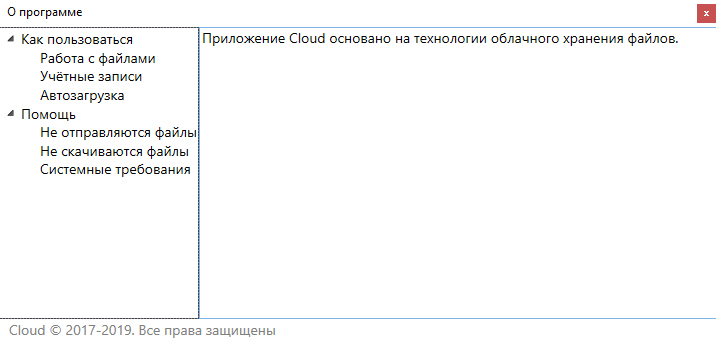 О программе
x
Как пользоваться
Работа с файлами
Учётные записи
Автозагрузка
Помощь
Не отправляются файлы
Не скачиваются файлы
Системные требования
Приложение Cloud основано на технологии облачного хранения файлов.
Cloud © 2017-2019. Все права защищены